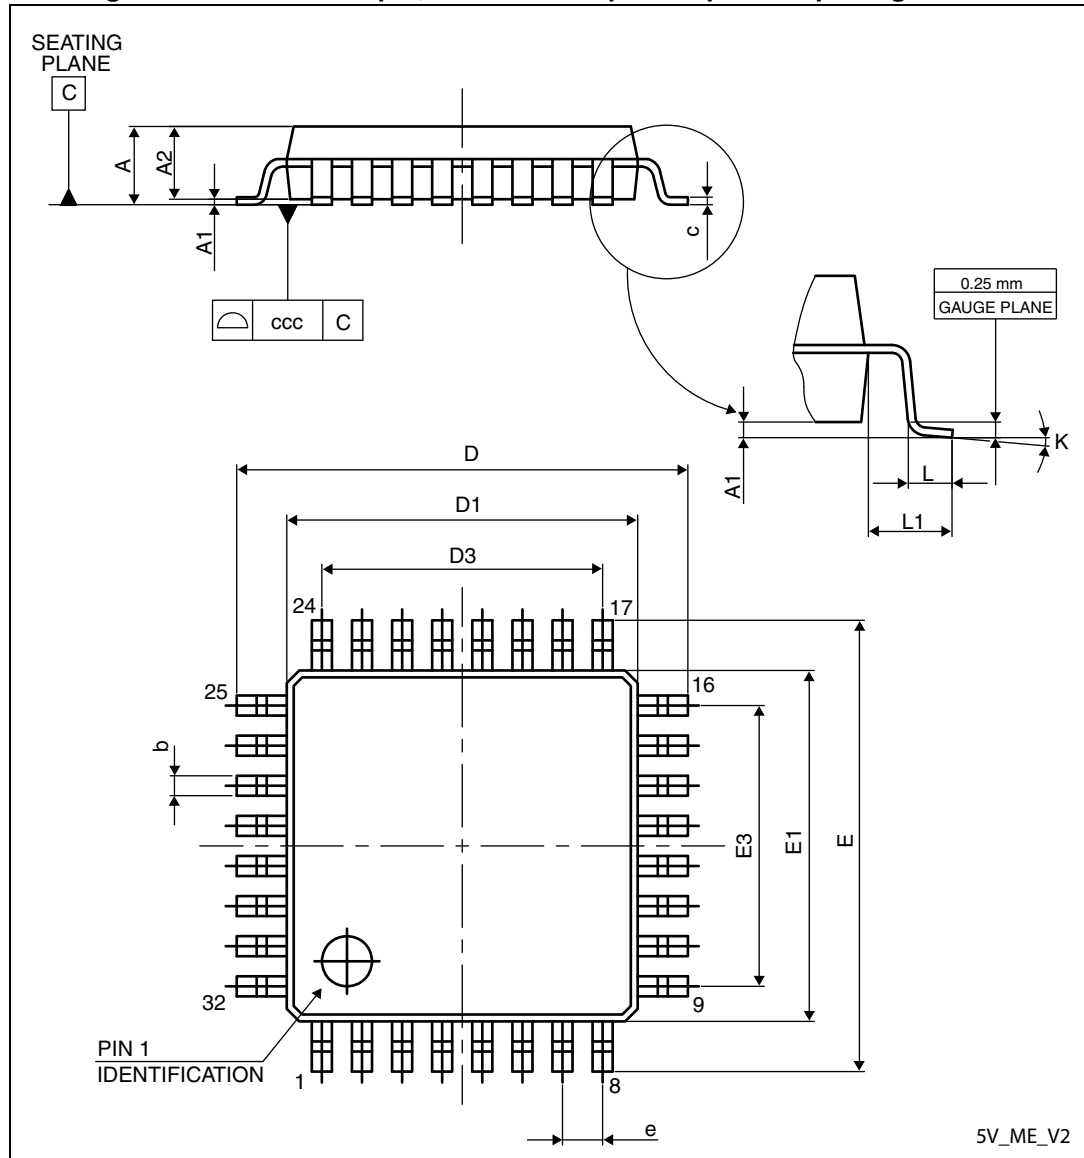 SEATING
PLANE
C
A
A2
A1
c
ccc
C
0.25 mm
GAUGE PLANE
K
A1
L
L1
D
D1
D3
24
17
25
16
b
E3
E1
E
32
9
PIN 1
IDENTIFICATION
1
8
e
5V_ME_V2